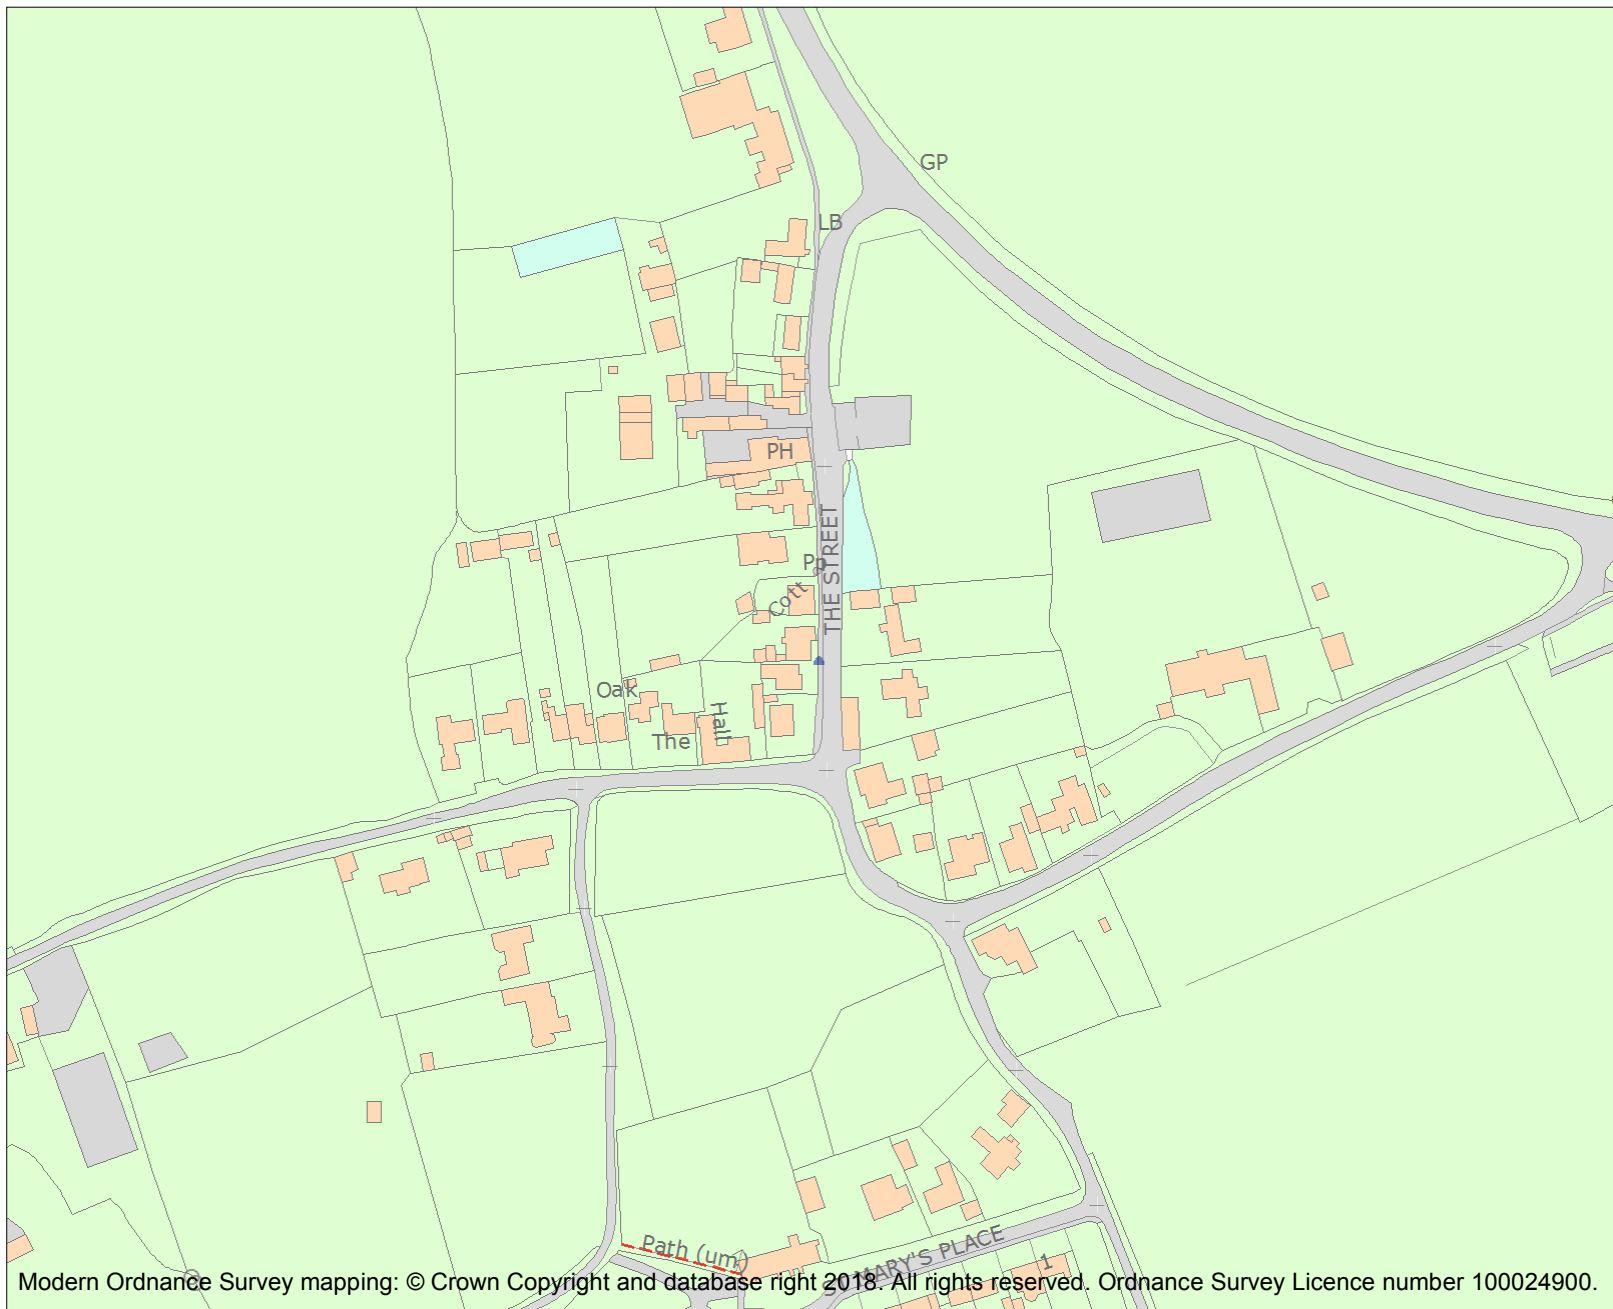 GP
LB
PH
THE STREET
Pp
Cott
Oak
Hall
The
Path (um)
ST MARY'S PLACE
1
Modern Ordnance Survey mapping: © Crown Copyright and database right 2018. All rights reserved. Ordnance Survey Licence number 100024900.